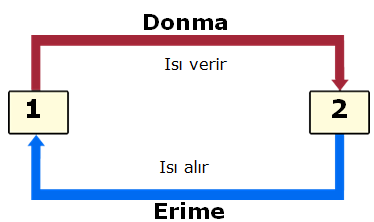 Donma
Isı verir
1
2
Isı alır
Erime